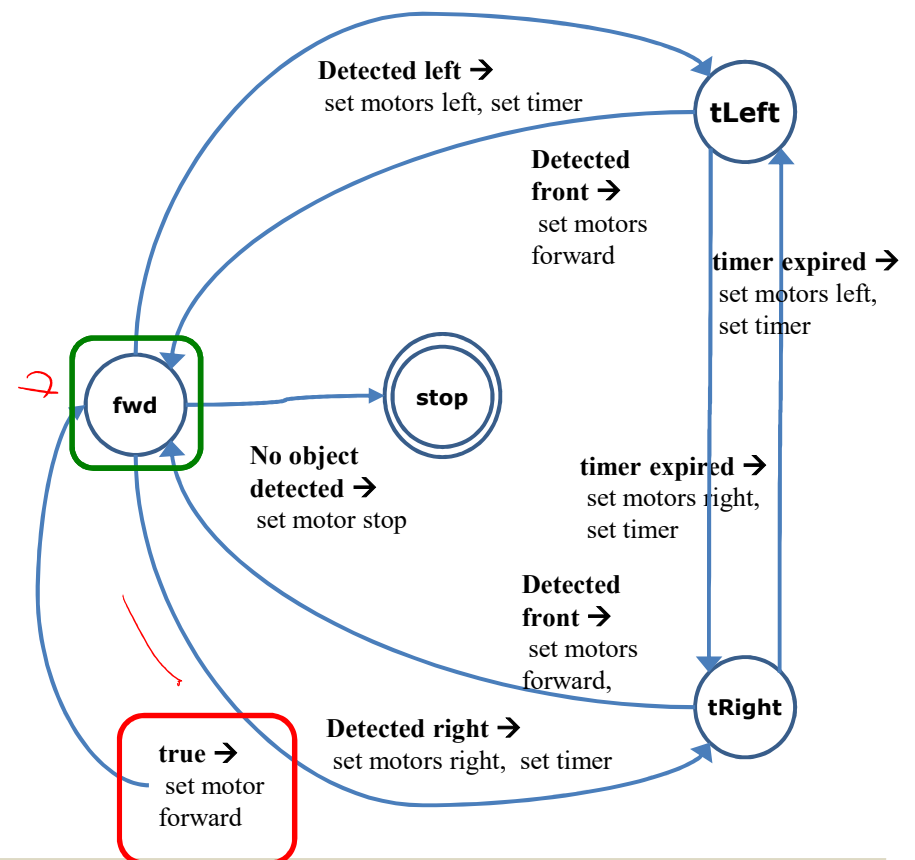 Detected left →
set motors left, set timer
tLeft
Detected
front →
set motors
forward
timer expired →
set motors left,
set timer
fwd
stop
No object
detected →
set motor stop
timer expired →
set motors right,
set timer
Detected
front →
set motors
forward,
tRight
Detected right →
set motors right, set timer
true →
set motor
forward